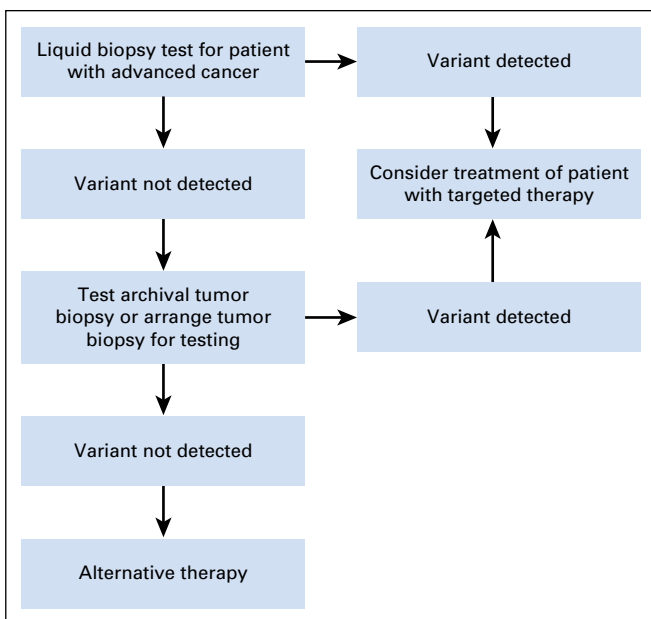 Liquid biopsy test for patient
with advanced cancer
Variant detected
Variant not detected
Consider treatment of patient
with targeted therapy
Test archival tumor
biopsy or arrange tumor
biopsy for testing
Variant detected
Variant not detected
Alternative therapy